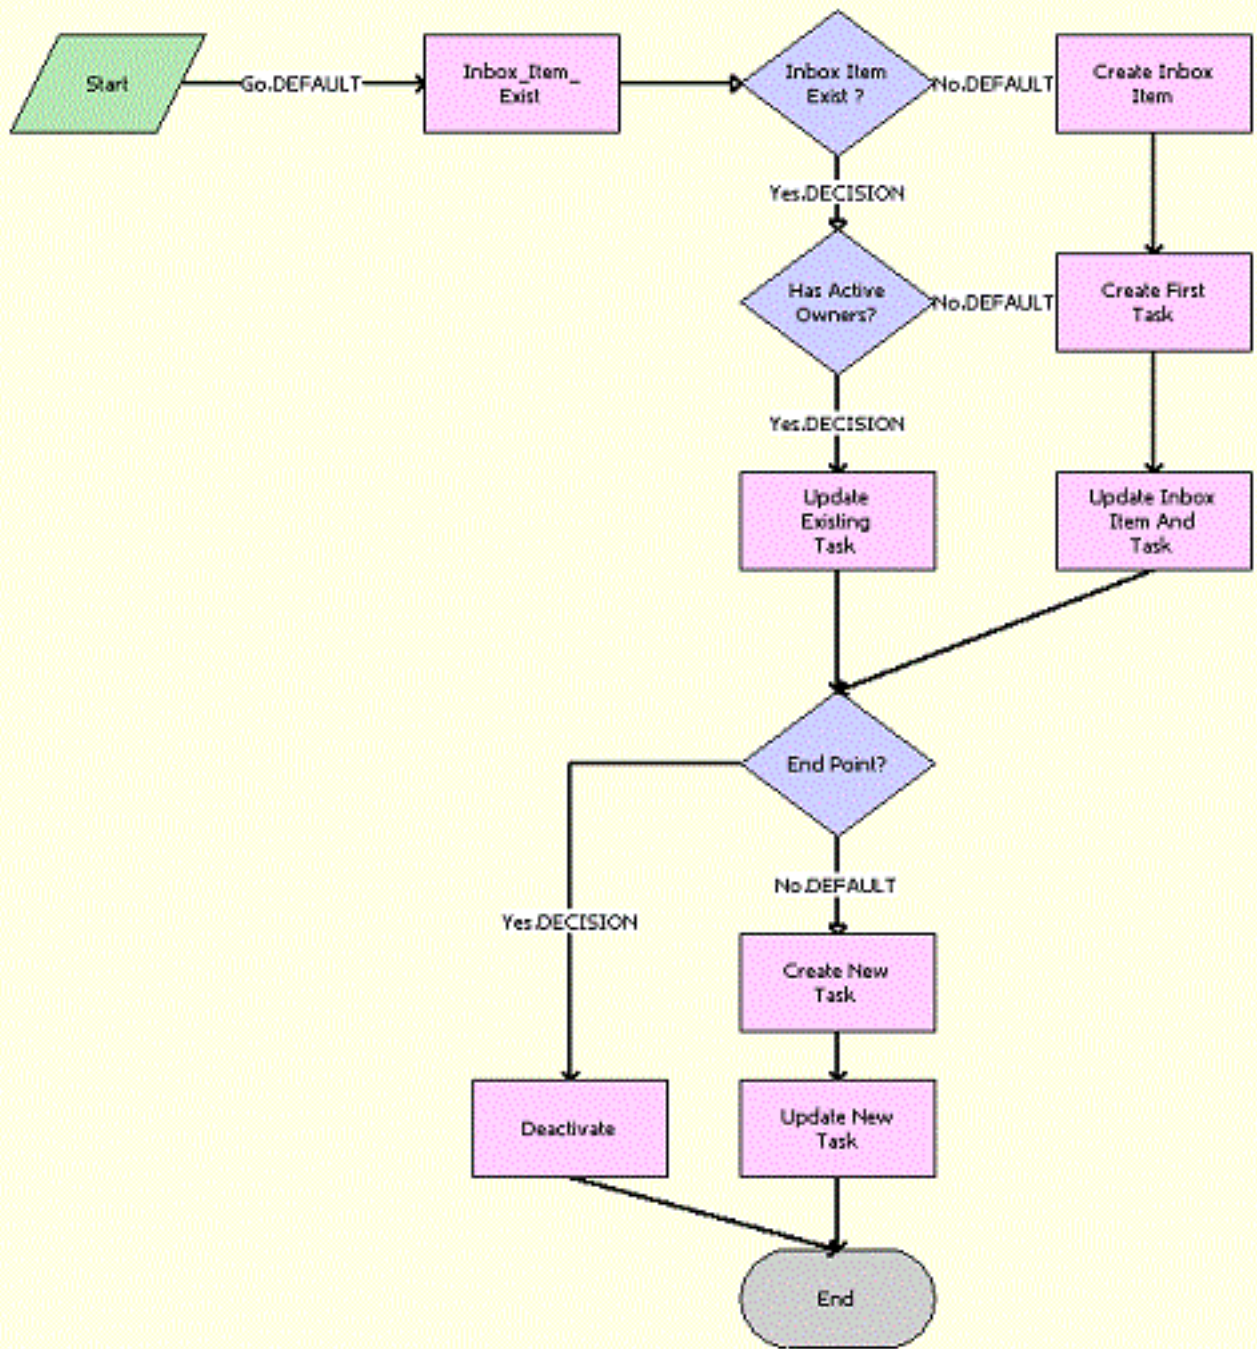 Start
Go.DEFAULT
Inbox_Item_
Exist
Inbox Item
Exist ?
No.DEFAULT
Create Inbox
Item
Yes.DECISION
Has Active
Owners?
No.DEFAULT
Create First
Task
Yes.DECISION
Update
Existing
Task
Update Inbox
Item And
Task
End Point?
No.DEFAULT
Yes.DECISION
Create New
Task
Deactivate
Update New
Task
End